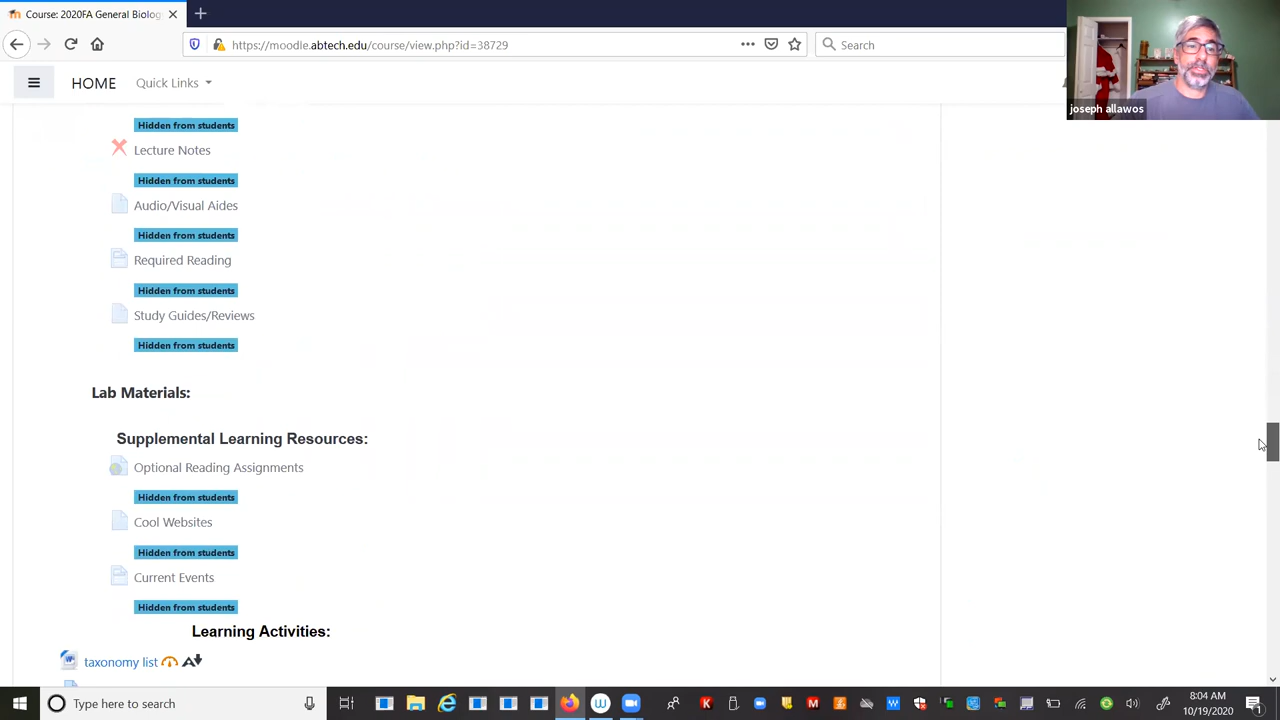 Course: 2020FA General Biolog
https://moodle.abtech.edu/course/view.php?id=38729
Search
HOME
Quick Links
joseph allawos
Hidden from students
Lecture Notes
Hidden from students
Audio/Visual Aides
Hidden from students
Required Reading
Hidden from students
Study Guides/Reviews
Hidden from students
Lab Materials:
Supplemental Learning Resources:
Optional Reading Assignments
Hidden from students
Cool Websites
Hidden from students
Current Events
Hidden from students
Learning Activities:
taxonomy list
Type here to search
8:04 AM
10/19/2020